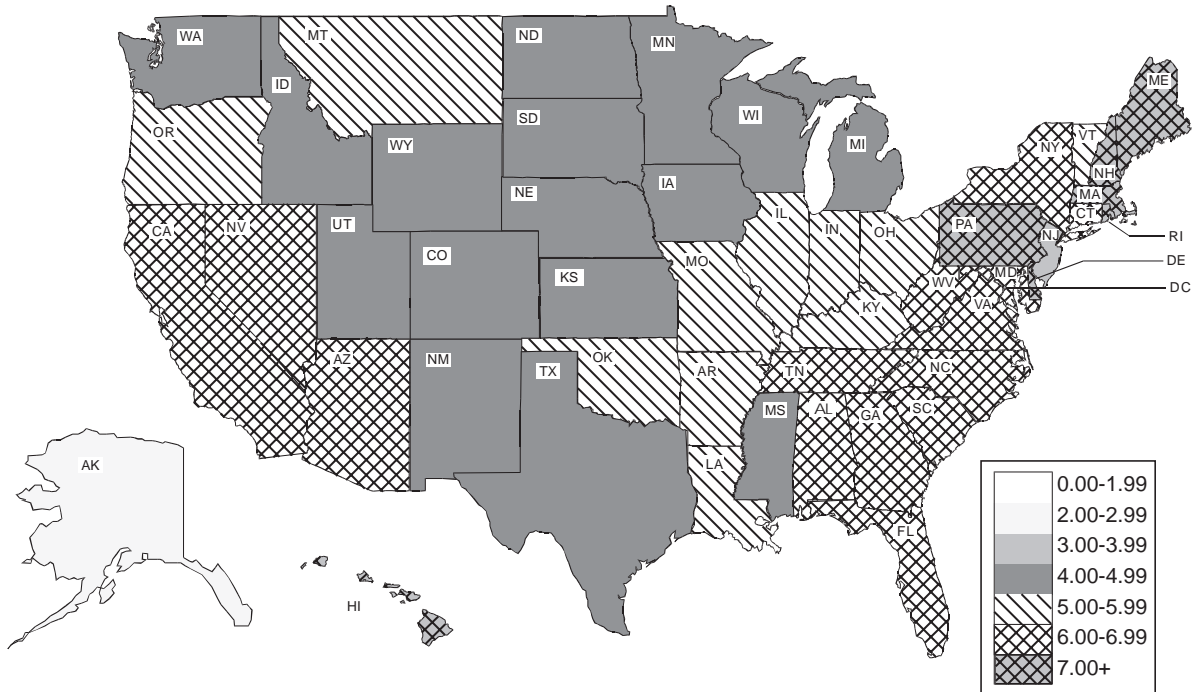 WA
MT
ND
MN
ME
ID
VT
OR
SD
WI
NY
WY
MI
NH
IA
MA
NE
CT
IL
PA
NJ
CA
NV
UT
IN
OH
RI
CO
MO
DE
KS
WV
MD
DC
VA
KY
AZ
NM
OK
TN
NC
TX
AR
MS
AL
GA
SC
AK
LA
FL
HI
0.00-1.99
2.00-2.99
3.00-3.99
4.00-4.99
5.00-5.99
6.00-6.99
7.00+